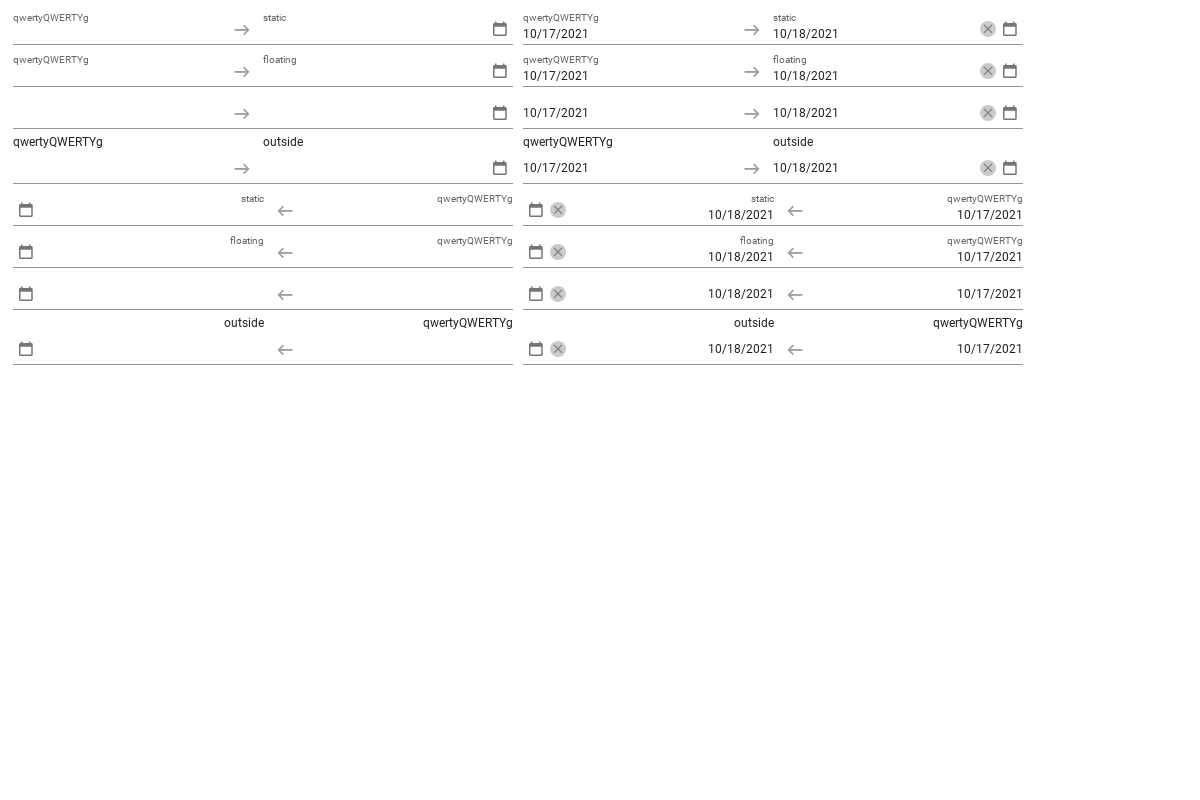 qwertyQWERTYg static qwertyQWERTYg static
10/17/2021 10/18/2021
qwertyQWERTYg floating qwertyQWERTYg floating
10/17/2021 10/18/2021
10/17/2021 10/18/2021
qwertyQWERTYg outside qwertyQWERTYg outside
10/17/2021 10/18/2021
static qwertyQWERTYg static qwertyQWERTYg
10/18/2021 10/17/2021
floating qwertyQWERTYg floating qwertyQWERTYg
10/18/2021 10/17/2021
10/18/2021 10/17/2021
outside qwertyQWERTYg outside qwertyQWERTYg
10/18/2021 10/17/2021